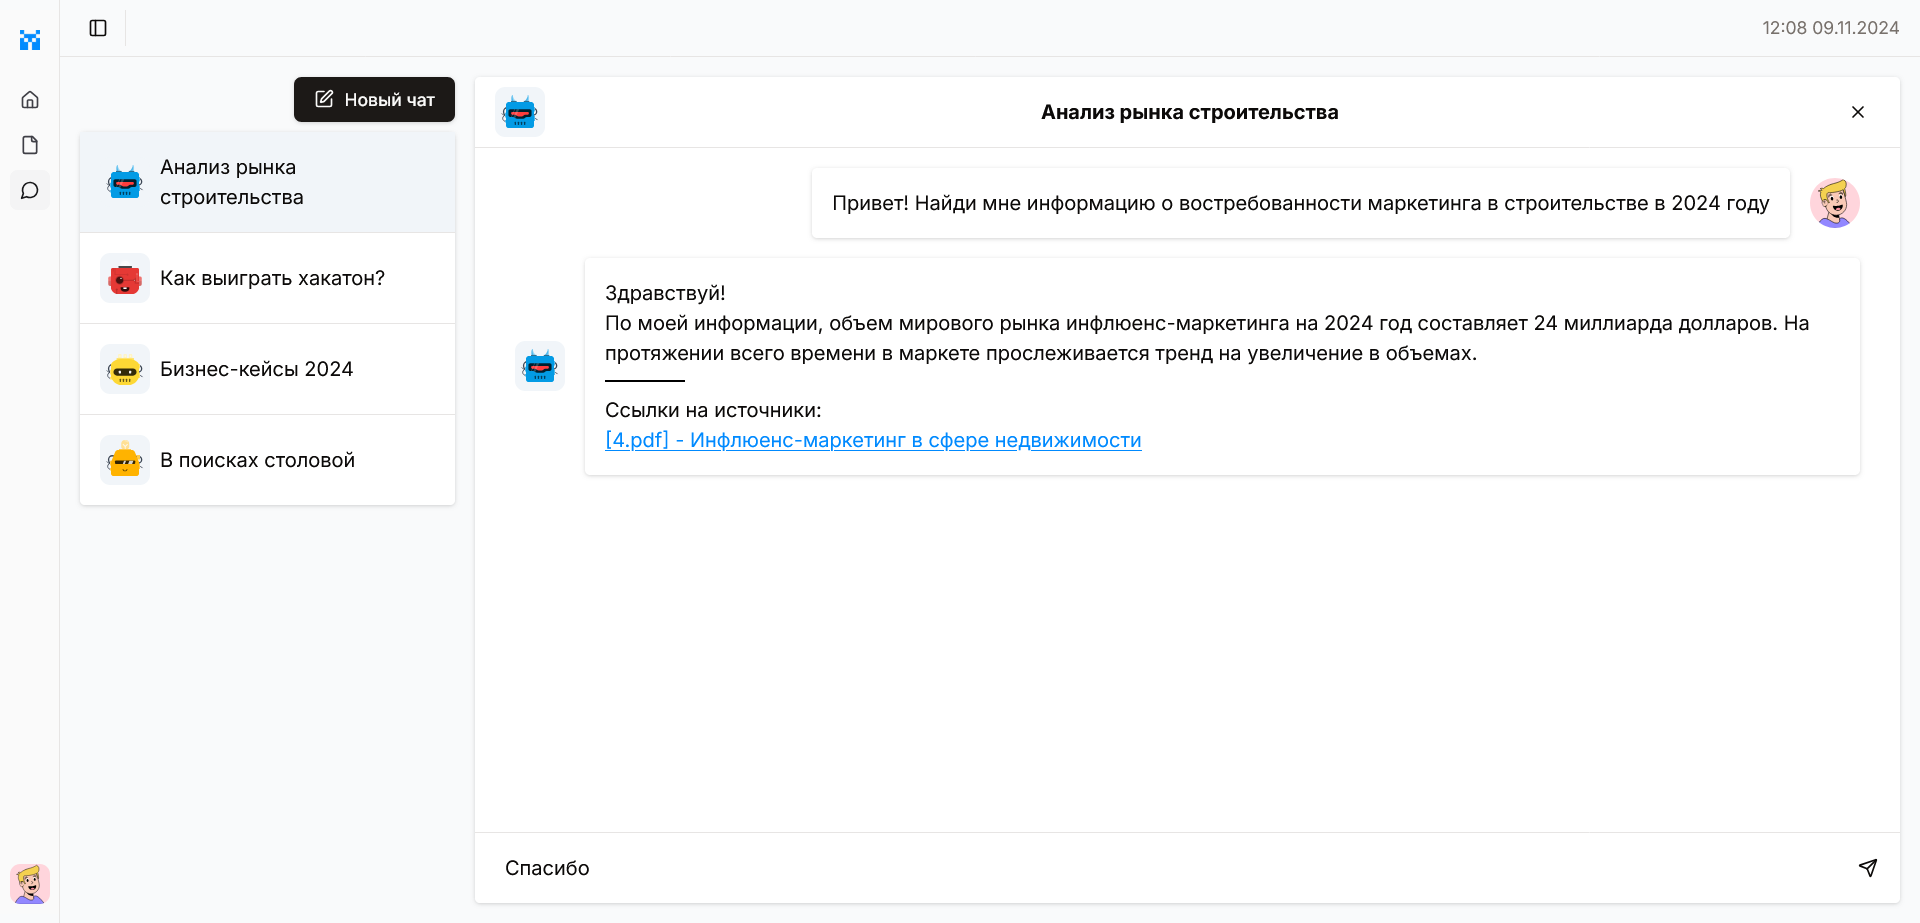 12:08 09.11.2024
Новый чат
Анализ рынка
строительства
Как выиграть хакатон?
Бизнес-кейсы 2024
В поисках столовой
Анализ рынка строительства
Привет! Найди мне информацию о востребованности маркетинга в строительстве в 2024 году
Здравствуй!
По моей информации, объем мирового рынка инфлюенс-маркетинга на 2024 год составляет 24 миллиарда долларов. На
протяжении всего времени в маркете прослеживается тренд на увеличение в объемах.
Ссылки на источники:
[4.pdf] - Инфлюенс-маркетинг в сфере недвижимости
Спасибо